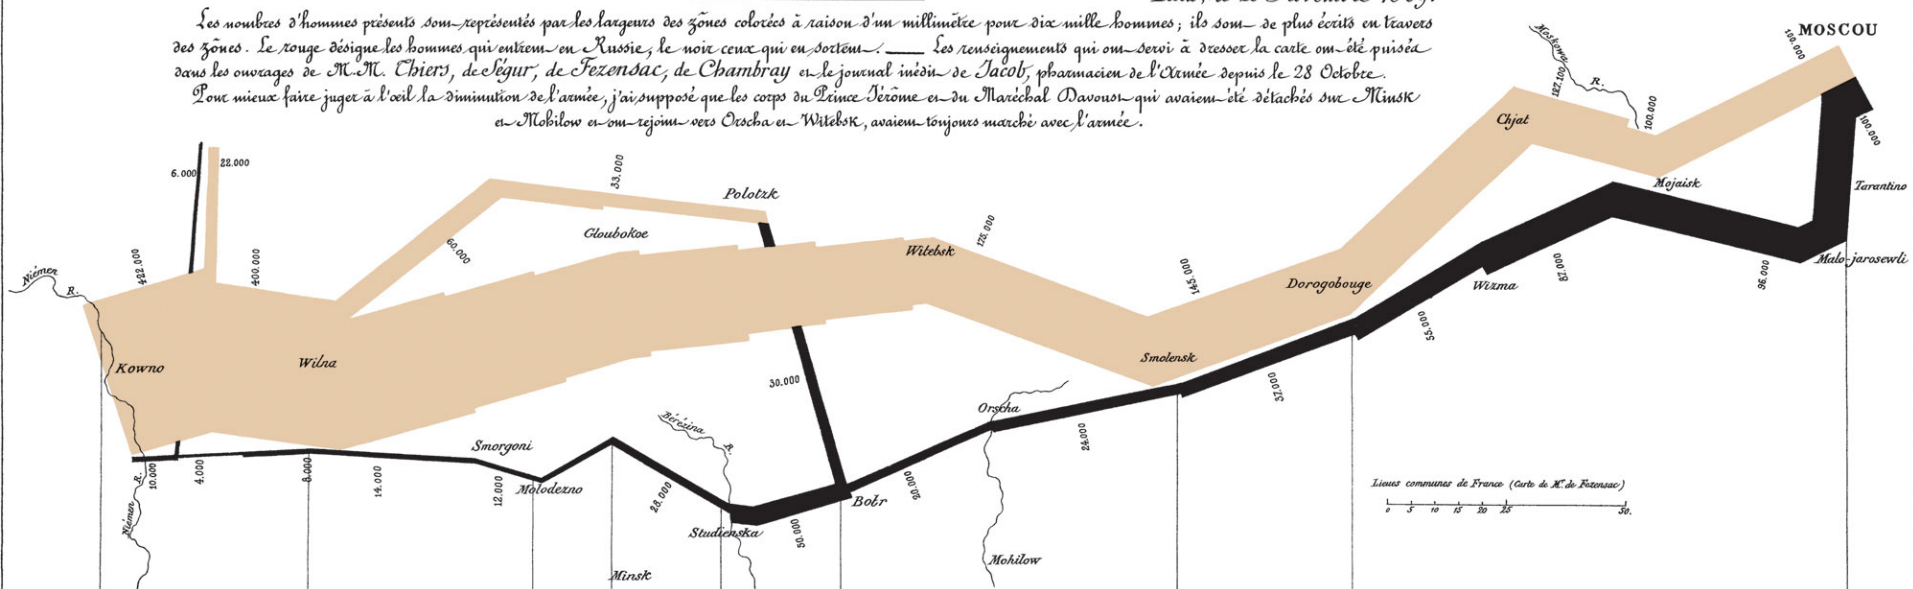 Les nombres d'hommes présents sont représentés par les largeurs des zônes colorées à raison d'un millimètre pour dix mille hommes; ils sont de plus écrits en travers
des zônes. Le rouge désigne les hommes qui entrent en Russie, le noir ceux qui en sortent. — Les renseignements qui ont servi à dresser la carte ont été puisés
dans les ouvrages de M.M. Chiers, de Ségur, de Fezensac, de Chambray et le journal inédit de Jacob, pharmacien de l'Armée depuis le 28 Octobre.
Pour mieux faire juger à l'œil la diminution de l'armée, j'ai supposé que les corps du Prince Jérôme et du Maréchal Davoust qui avaient été détachés sur Minsk
et Mohilow et ont rejoint vers Orscha et Witebsk, avaient toujours marché avec l'armée.
MOSCOU
100.000
Moskowa
R.
127.100
100.000
Chjat
Mojaisk
100.000
Tarantino
Malo-jarosewli
6.000
22.000
33.000
Polotzk
Gloubokoe
60.000
422.000
400.000
Niémen
R.
Kowno
Wilna
Witebsk
175.000
145.000
Dorogobouge
Smolensk
Wizma
82.000
96.000
55.000
37.000
24.000
Orscha
30.000
Bérézina
R.
Smorgoni
Molodezno
10.000
4.000
8.000
14.000
12.000
28.000
Studienska
50.000
Bobr
20.000
Niémen
R.
Minsk
Mohilow
Lieues communes de France (Carte de M. de Fezensac)
0 5 10 15 20 25 50.